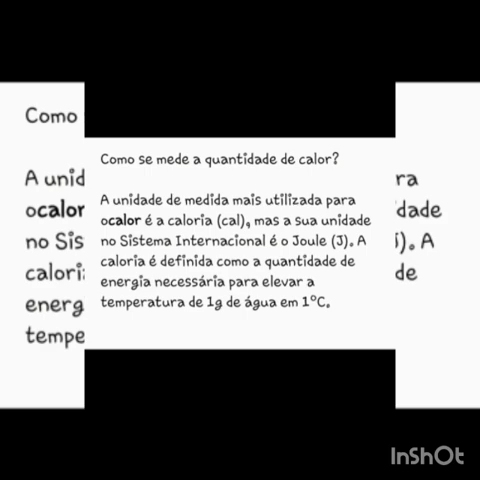 Como se mede a quantidade de calor?
A unidade de medida mais utilizada para
ocalor é a caloria (cal), mas a sua unidade
no Sistema Internacional é o Joule (J). A
caloria é definida como a quantidade de
energia necessária para elevar a
temperatura de 1g de água em 1°C.
Como
A unid
ra
ocalor
dade
no Sis
). A
calori
de
energ
tempe
InShOt